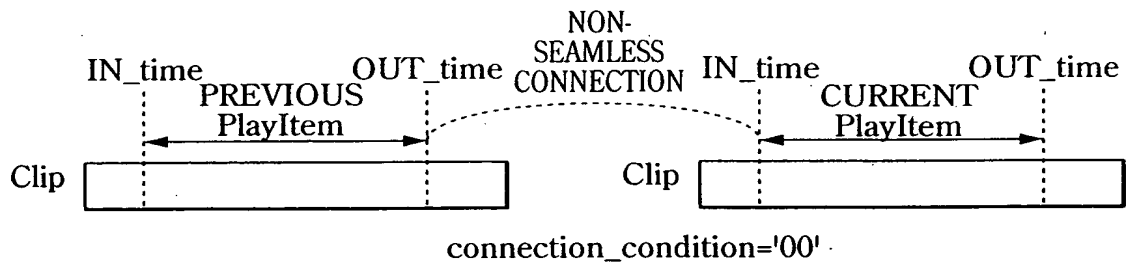 NON-
SEAMLESS
CONNECTION
IN_time OUT_time IN_time OUT_time
PREVIOUS
PlayItem
CURRENT
PlayItem
Clip Clip
connection_condition='00'